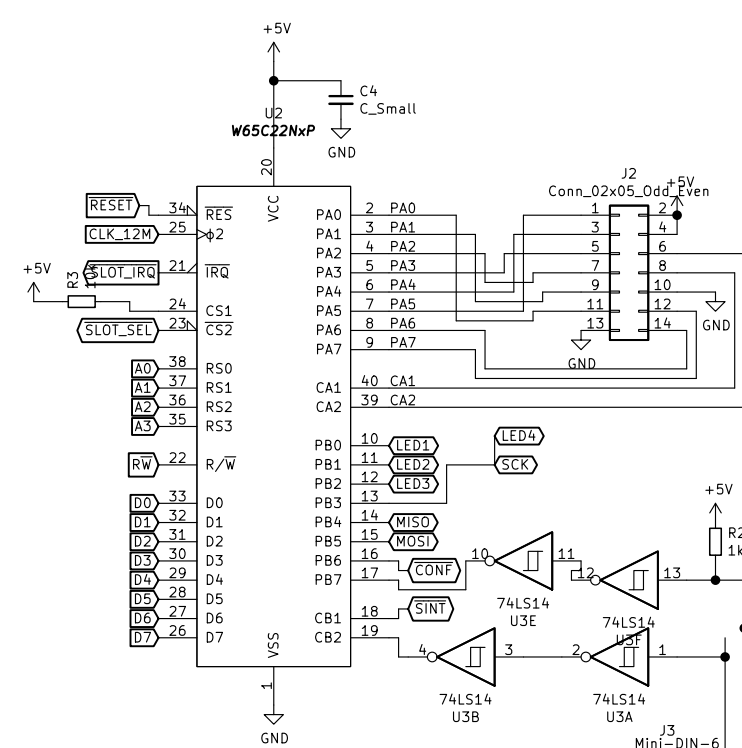 +5V
C4
C_Small
U2
W65C22NxP
GND
20
VCC
J2
Conn_02x05_Odd_Even
+5V
RESET 34 RES
CLK_12M 25 ϕ2
SLOT_IRQ 21 IRQ
+5V R3 10k
24 CS1
SLOT_SEL 23 CS2
A0 38 RS0
A1 37 RS1
A2 36 RS2
A3 35 RS3
RW 22 R/W
D0 33 D0
D1 32 D1
D2 31 D2
D3 30 D3
D4 29 D4
D5 28 D5
D6 27 D6
D7 26 D7
PA0 2 PA0
PA1 3 PA1
PA2 4 PA2
PA3 5 PA3
PA4 6 PA4
PA5 7 PA5
PA6 8 PA6
PA7 9 PA7
CA1 40 CA1
CA2 39 CA2
PB0 10 LED1
PB1 11 LED2
PB2 12 LED3
PB3 13
LED4
SCK
PB4 14 MISO
PB5 15 MOSI
PB6 16 CONF
PB7 17
CB1 18 SINT
CB2 19
VSS
1
GND
1 2
3 4
5 6
7 8
9 10
11 12
13 14
GND
GND
10 11
74LS14
U3E
12 13
74LS14
U3F
4 3
74LS14
U3B
2 1
74LS14
U3A
+5V
R2
1k
J3
Mini-DIN-6